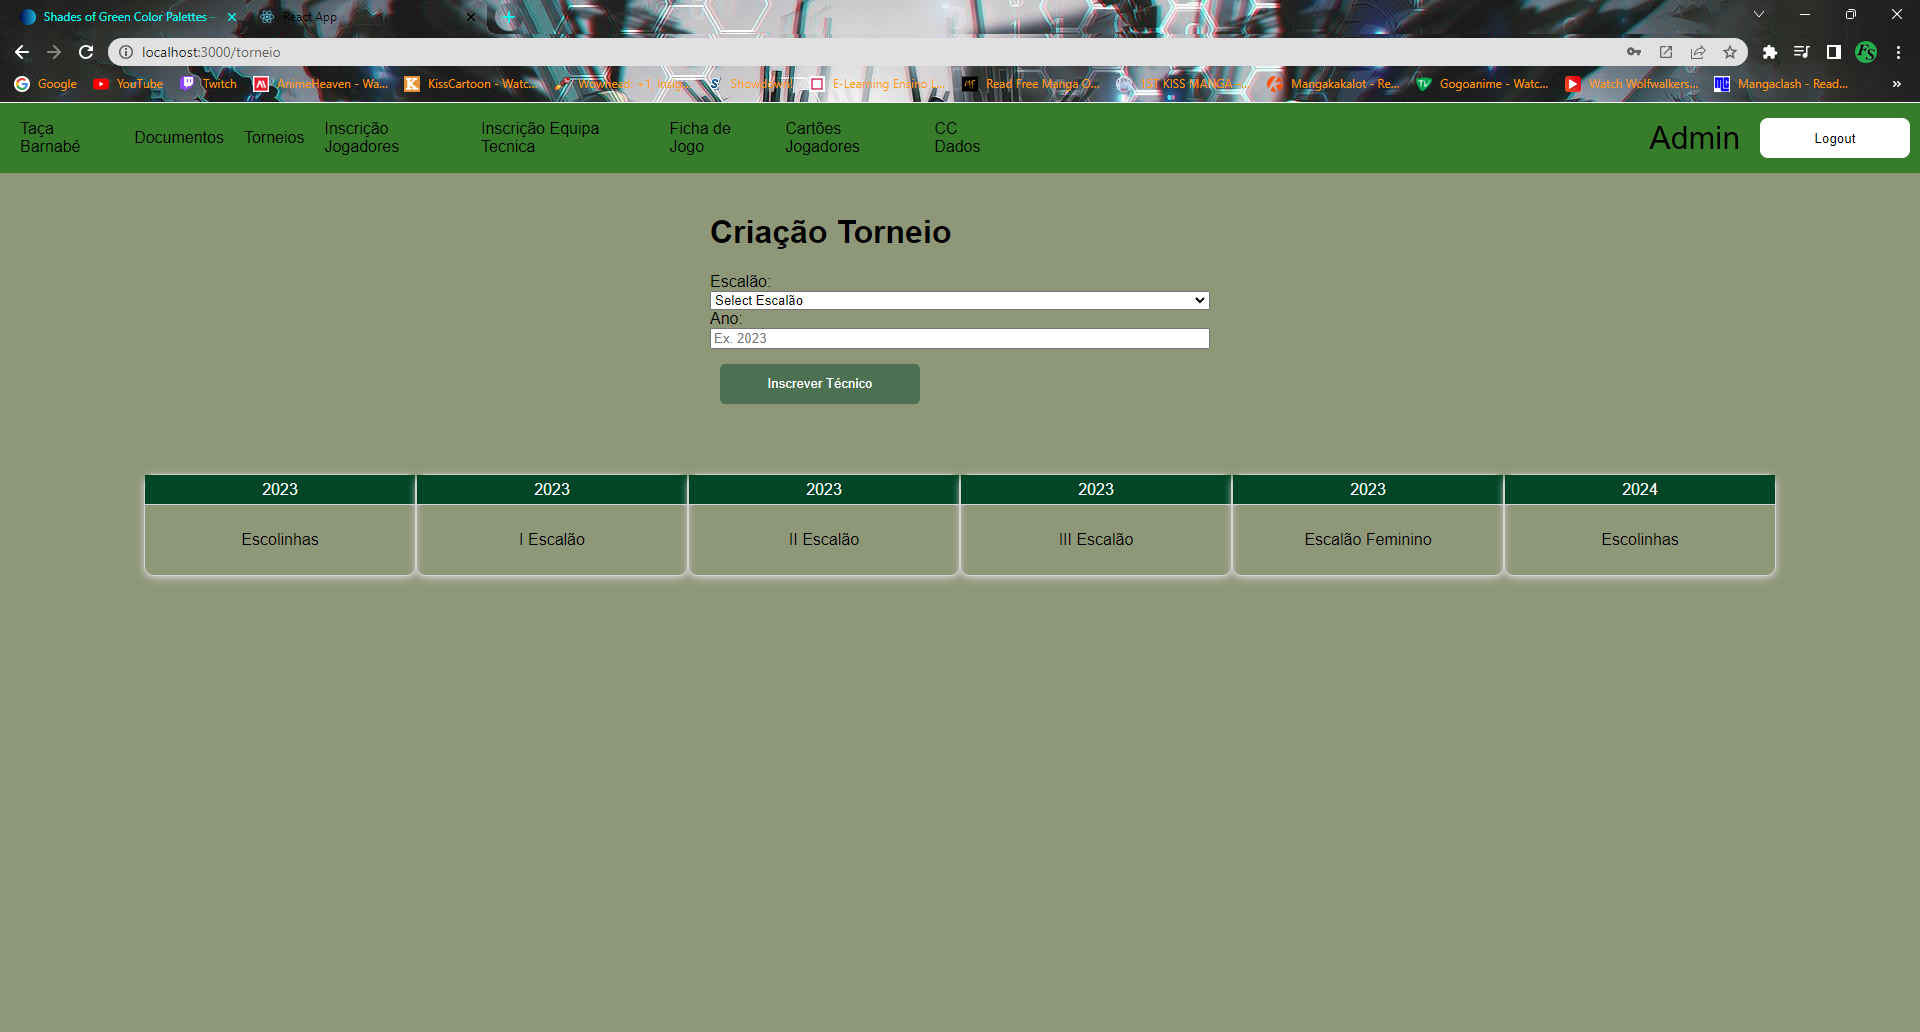 Shades of Green Color Palettes -
React App
localhost:3000/torneio
Google
YouTube
Twitch
AnimeHeaven - Wa...
KissCartoon - Watc...
Wowhead: +1, Insig...
Showdown!
E-Learning Ensino L...
Read Free Manga O...
1ST KISS MANGA -
Mangakakalot - Re...
Gogoanime - Watc...
Watch Wolfwalkers...
Mangaclash - Read...
»
Taça
Barnabé
Documentos
Torneios
Inscrição
Jogadores
Inscrição Equipa
Tecnica
Ficha de
Jogo
Cartões
Jogadores
CC
Dados
Admin
Logout
Criação Torneio
Escalão:
Select Escalão
Ano:
Ex. 2023
Inscrever Técnico
2023
Escolinhas
2023
I Escalão
2023
II Escalão
2023
III Escalão
2023
Escalão Feminino
2024
Escolinhas